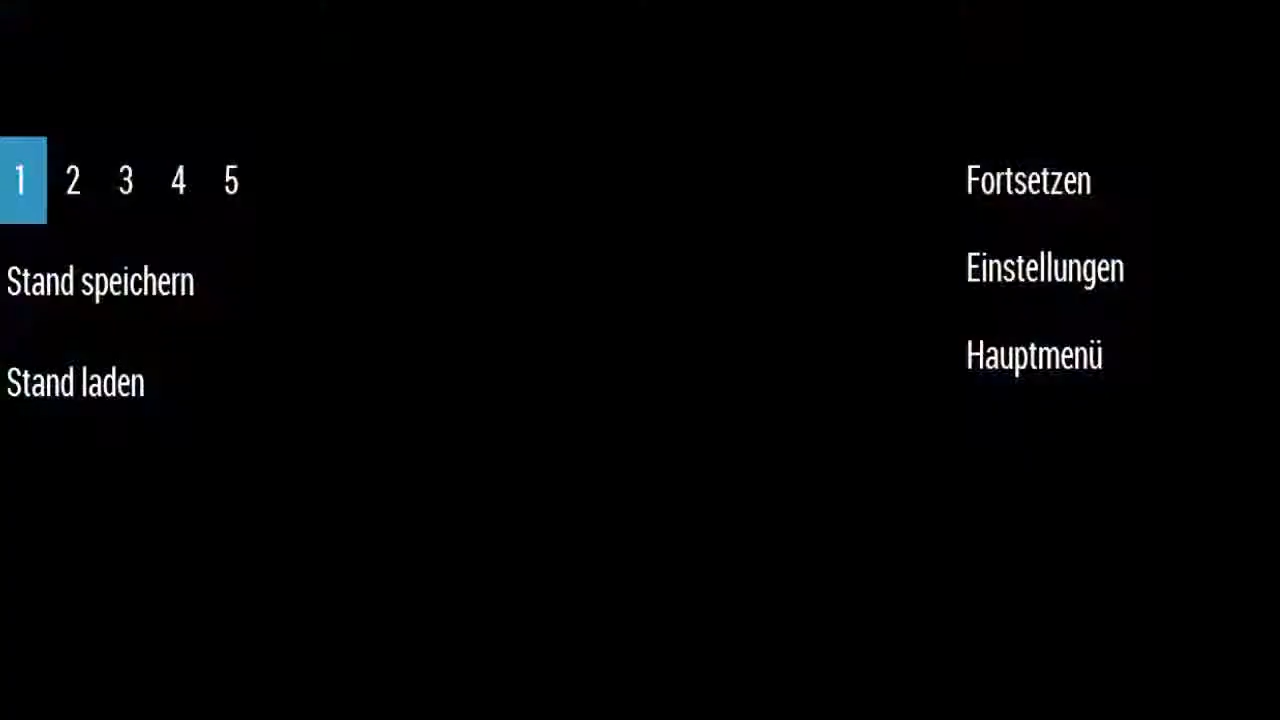 1 2 3 4 5
Stand speichern
Stand laden
Fortsetzen
Einstellungen
Hauptmenü